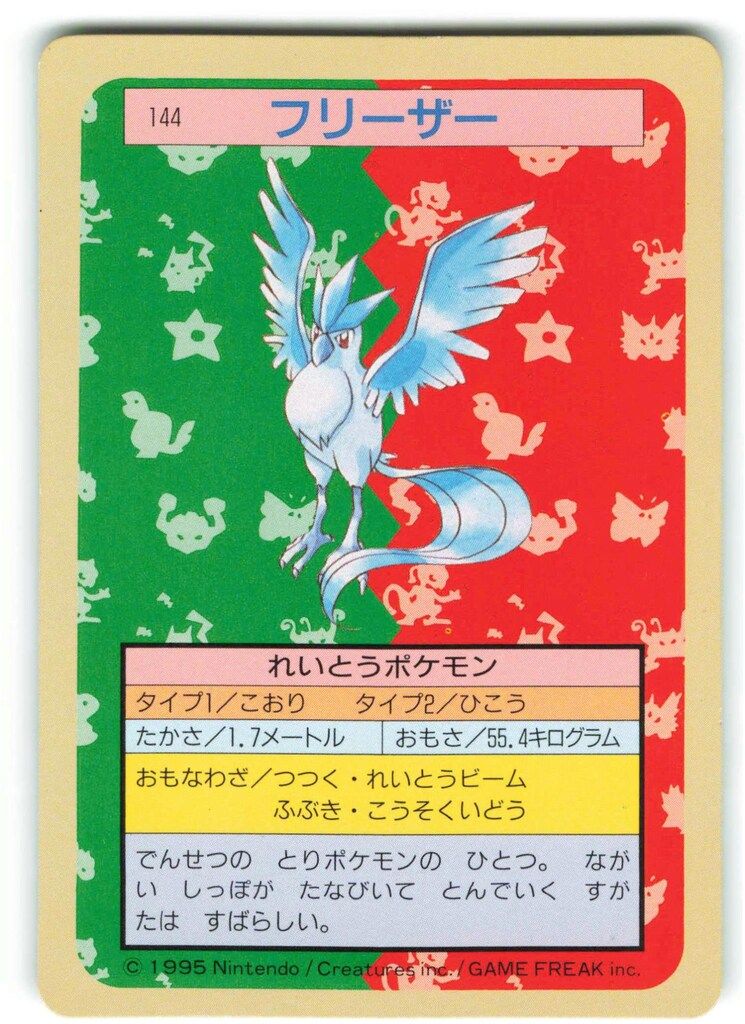 144 フリーザー
れいとうポケモン
タイプ1／こおり　タイプ2／ひこう
たかさ／1.7メートル　おもさ／55.4キログラム
おもなわざ／つつく・れいとうビーム
ふぶき・こうそくいどう
でんせつの とりポケモンの ひとつ。 なが
い しっぽが たなびいて とんでいく すが
たは すばらしい。
© 1995 Nintendo / Creatures inc. / GAME FREAK inc.